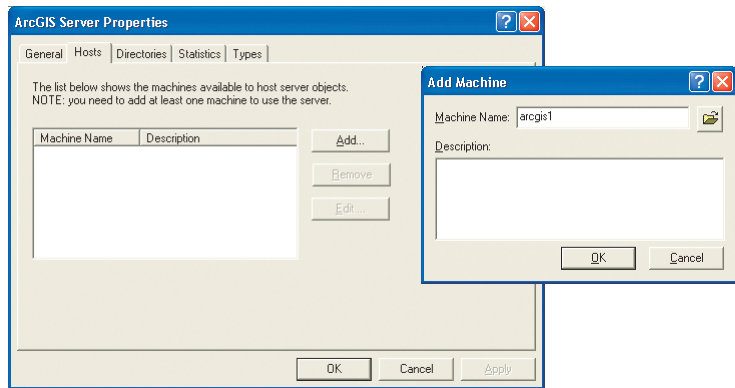 ArcGIS Server Properties
General Hosts Directories Statistics Types
The list below shows the machines available to host server objects.
NOTE: you need to add at least one machine to use the server.
Machine Name Description
Add...
Remove
Edit...
OK Cancel Apply
Add Machine
Machine Name: arcgis1
Description:
OK Cancel